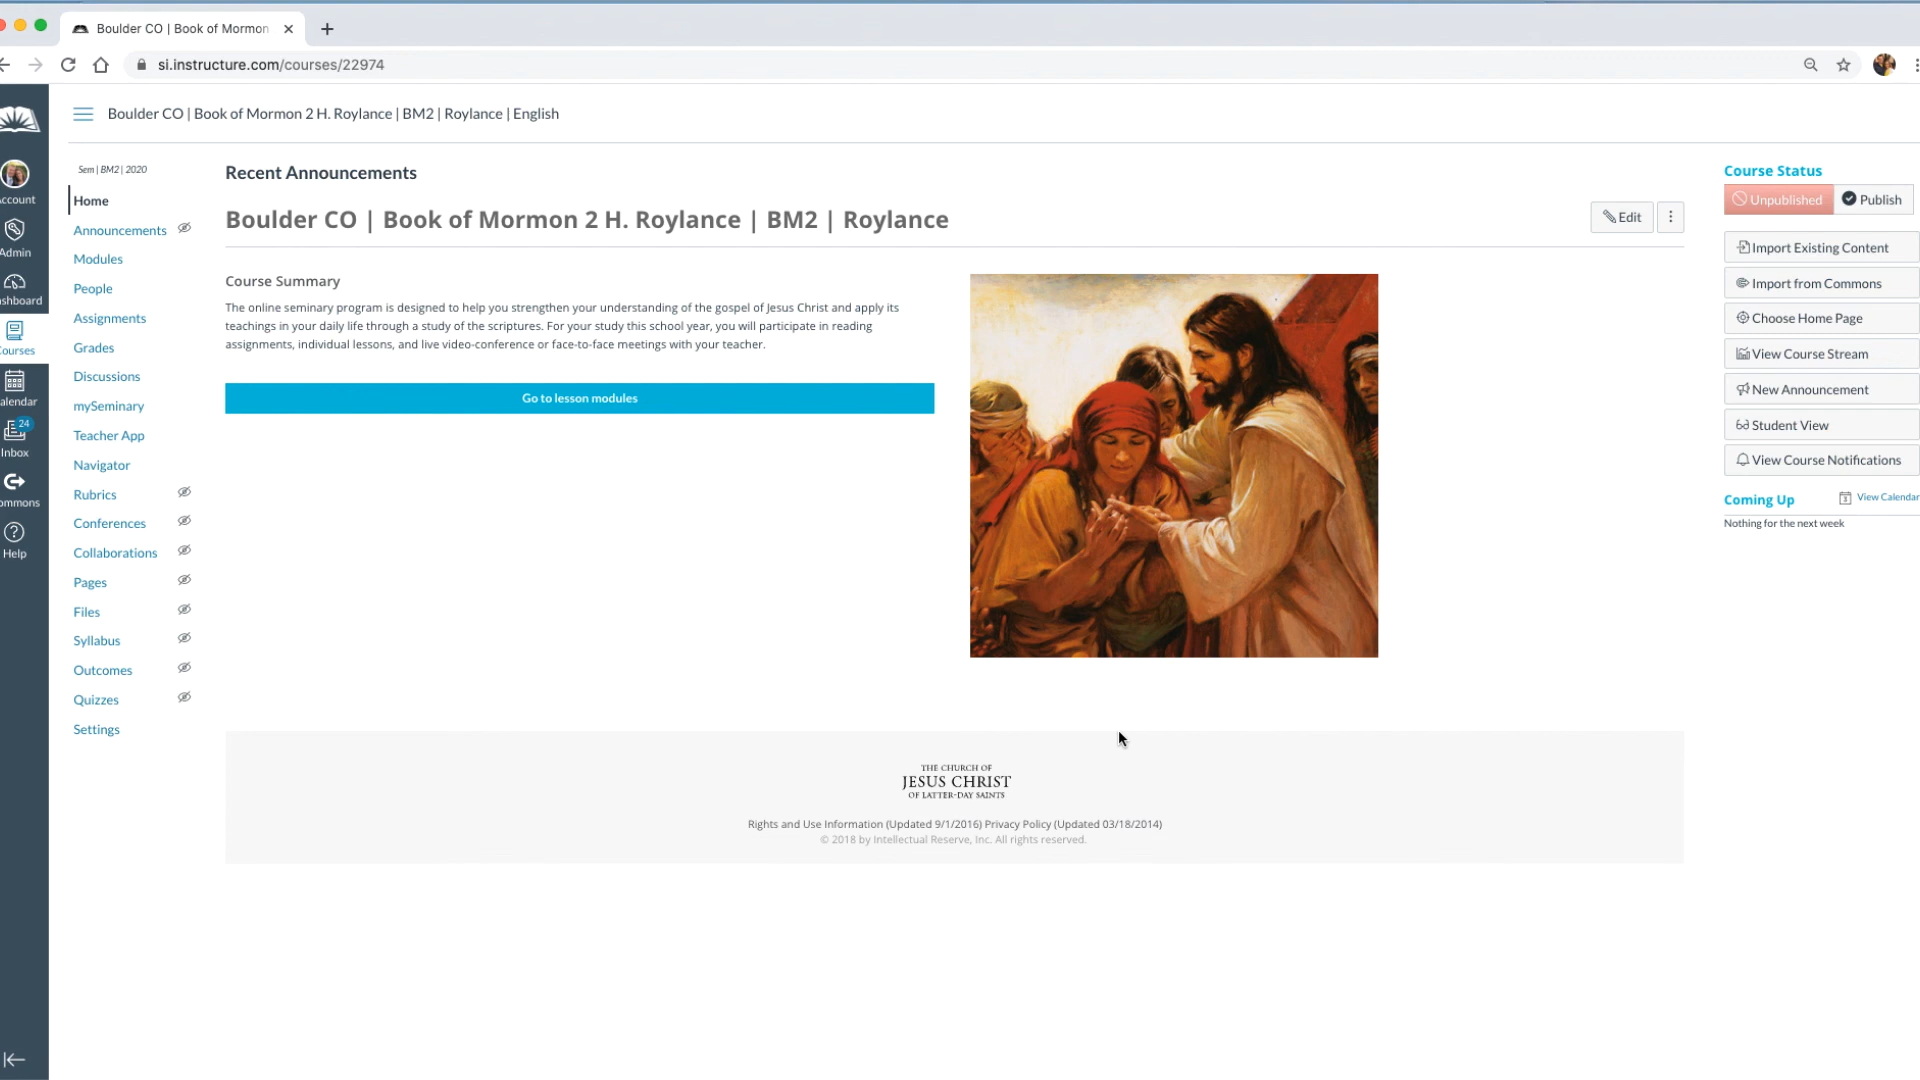 Boulder CO | Book of Mormon
si.instructure.com/courses/22974
Boulder CO | Book of Mormon 2 H. Roylance | BM2 | Roylance | English
Account
Admin
Dashboard
Courses
Calendar
24
Inbox
Commons
Help
Sem | BM2 | 2020
Home
Announcements
Modules
People
Assignments
Grades
Discussions
mySeminary
Teacher App
Navigator
Rubrics
Conferences
Collaborations
Pages
Files
Syllabus
Outcomes
Quizzes
Settings
Recent Announcements
Boulder CO | Book of Mormon 2 H. Roylance | BM2 | Roylance
Edit
Course Summary
The online seminary program is designed to help you strengthen your understanding of the gospel of Jesus Christ and apply its
teachings in your daily life through a study of the scriptures. For your study this school year, you will participate in reading
assignments, individual lessons, and live video-conference or face-to-face meetings with your teacher.
Go to lesson modules
THE CHURCH OF
JESUS CHRIST
OF LATTER-DAY SAINTS
Rights and Use Information (Updated 9/1/2016) Privacy Policy (Updated 03/18/2014)
© 2018 by Intellectual Reserve, Inc. All rights reserved.
Course Status
Unpublished Publish
Import Existing Content
Import from Commons
Choose Home Page
View Course Stream
New Announcement
Student View
View Course Notifications
Coming Up View Calendar
Nothing for the next week